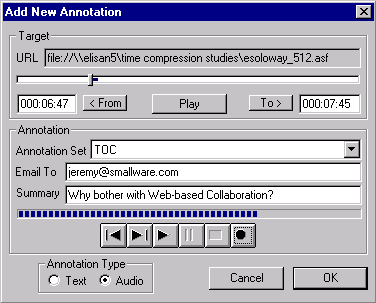 Add New Annotation
Target
URL file://\\elisan5\time compression studies\esoloway_512.asf
000:06:47 < From Play To > 000:07:45
Annotation
Annotation Set TOC
Email To jeremy@smallware.com
Summary Why bother with Web-based Collaboration?
Annotation Type
Text Audio Cancel OK